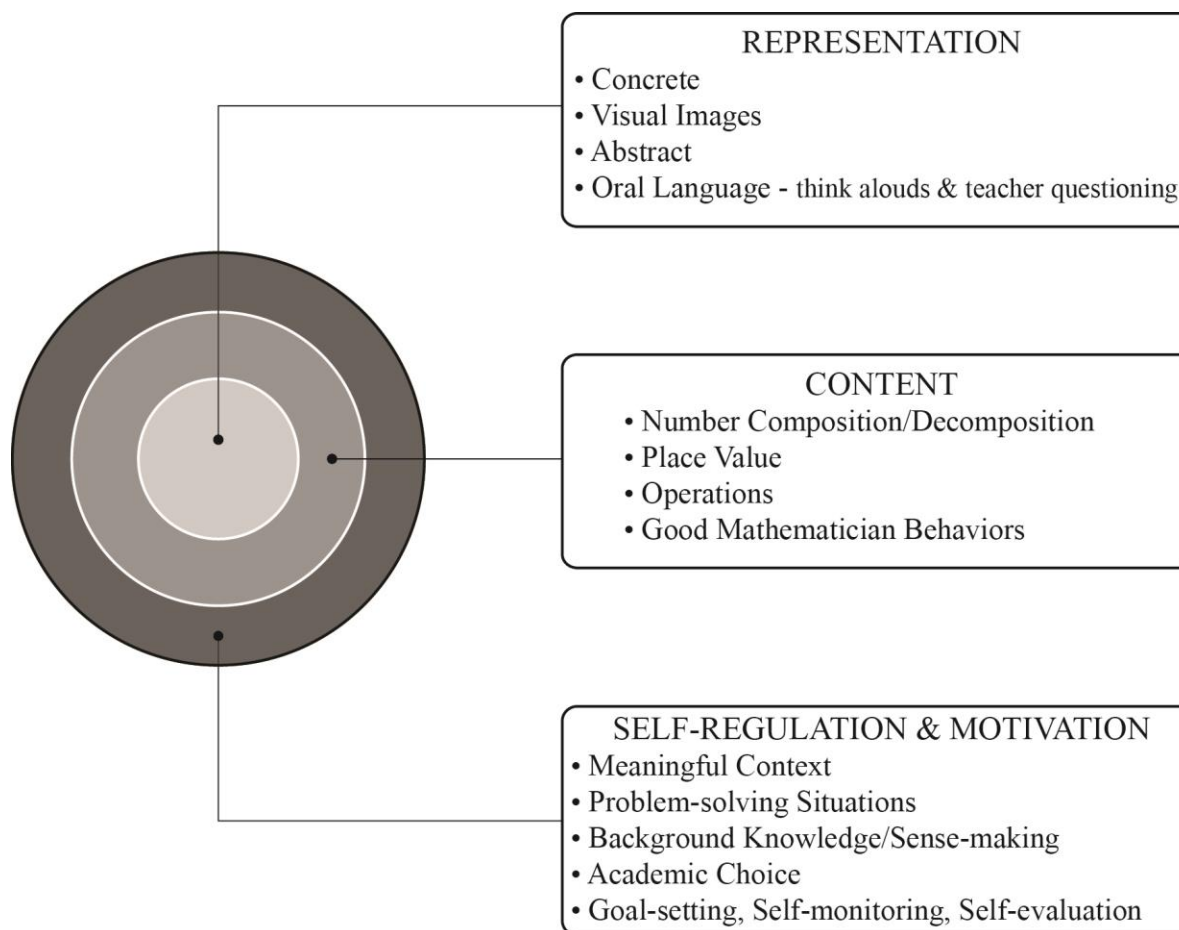 REPRESENTATION
• Concrete
• Visual Images
• Abstract
• Oral Language - think alouds & teacher questioning
CONTENT
• Number Composition/Decomposition
• Place Value
• Operations
• Good Mathematician Behaviors
SELF-REGULATION & MOTIVATION
• Meaningful Context
• Problem-solving Situations
• Background Knowledge/Sense-making
• Academic Choice
• Goal-setting, Self-monitoring, Self-evaluation